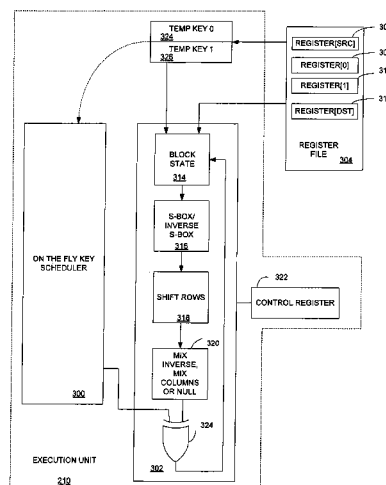 TEMP KEY 0
324
TEMP KEY 1
326
REGISTER[SRC]
REGISTER[0]
REGISTER[1]
REGISTER[DST]
REGISTER
FILE
304
BLOCK
STATE
314
S-BOX/
INVERSE
S-BOX
316
SHIFT ROWS
318
320
MIX
INVERSE,
MIX
COLUMNS
OR NULL
324
302
ON THE FLY KEY
SCHEDULER
300
322
CONTROL REGISTER
EXECUTION UNIT
210